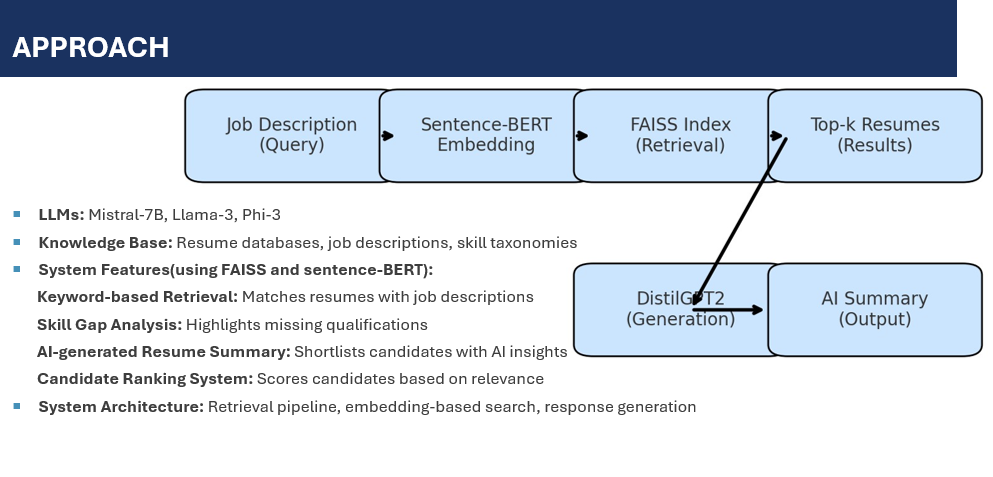 APPROACH
Job Description
(Query)
Sentence-BERT
Embedding
FAISS Index
(Retrieval)
Top-k Resumes
(Results)
LLMs: Mistral-7B, Llama-3, Phi-3
Knowledge Base: Resume databases, job descriptions, skill taxonomies
System Features(using FAISS and sentence-BERT):
Keyword-based Retrieval: Matches resumes with job descriptions
Skill Gap Analysis: Highlights missing qualifications
AI-generated Resume Summary: Shortlists candidates with AI insights
Candidate Ranking System: Scores candidates based on relevance
System Architecture: Retrieval pipeline, embedding-based search, response generation
DistilGPT2
(Generation)
AI Summary
(Output)